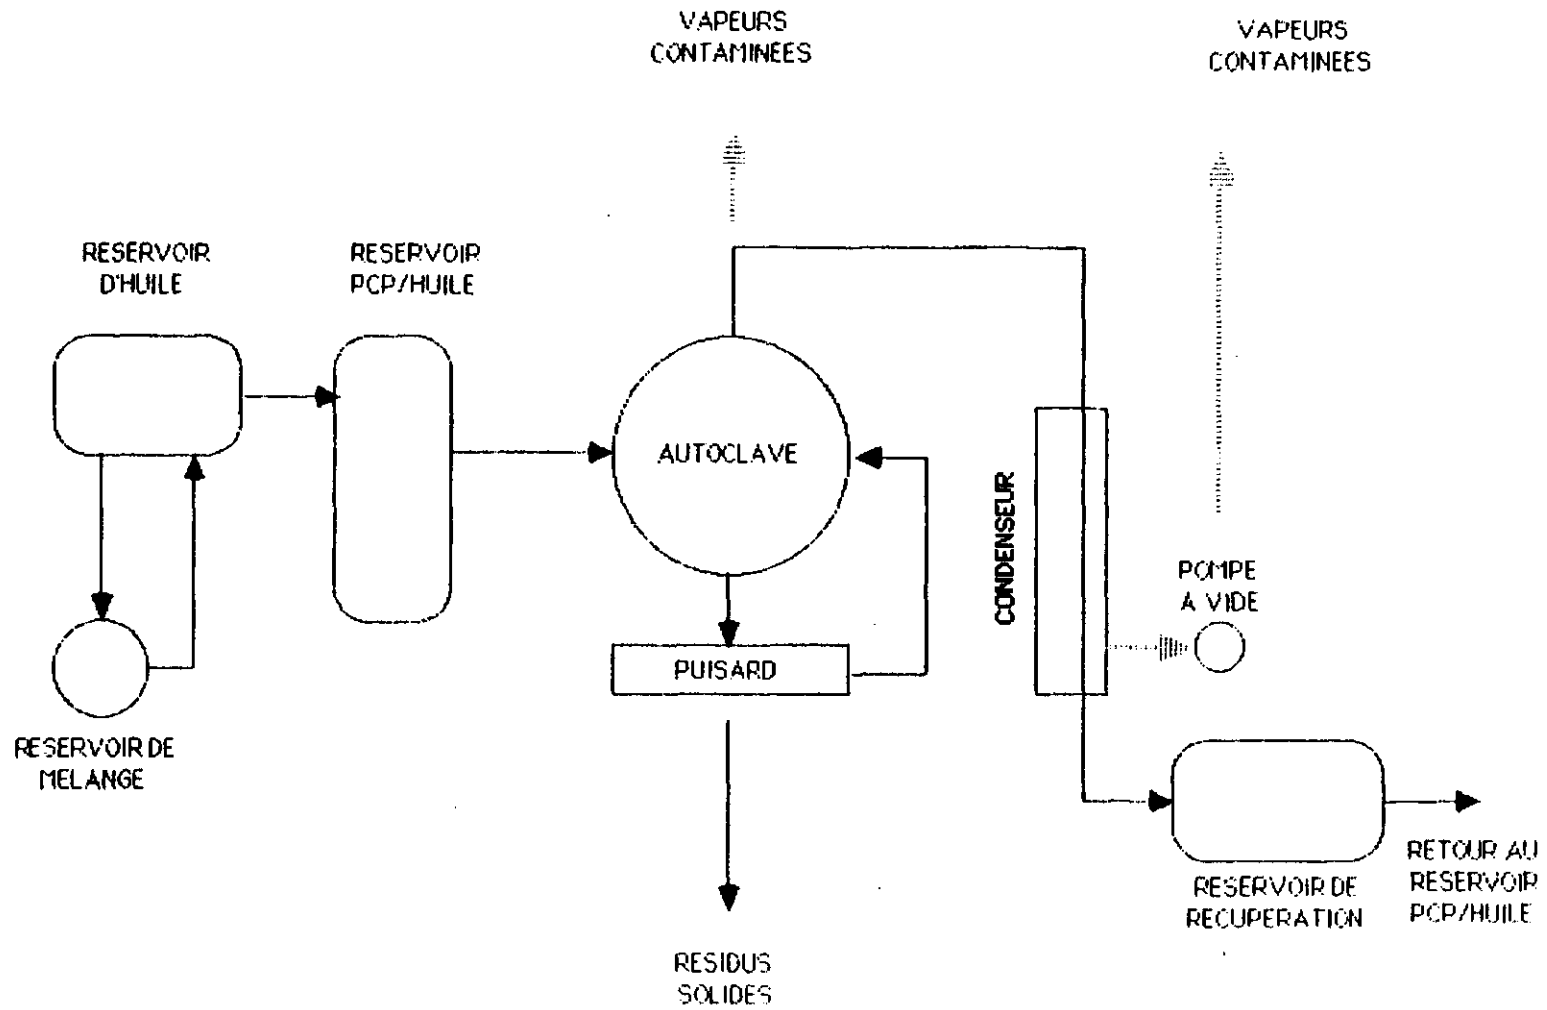 VAPEURS
CONTAMINEES
VAPEURS
CONTAMINEES
RESERVOIR
D'HUILE
RESERVOIR
PCP/HUILE
AUTOCLAVE
CONDENSEUR
POMPE
A VIDE
PUISARD
RESERVOIR DE
MELANGE
RETOUR AU
RESERVOIR
PCP/HUILE
RESERVOIR DE
RECUPERATION
RESIDUS
SOLIDES